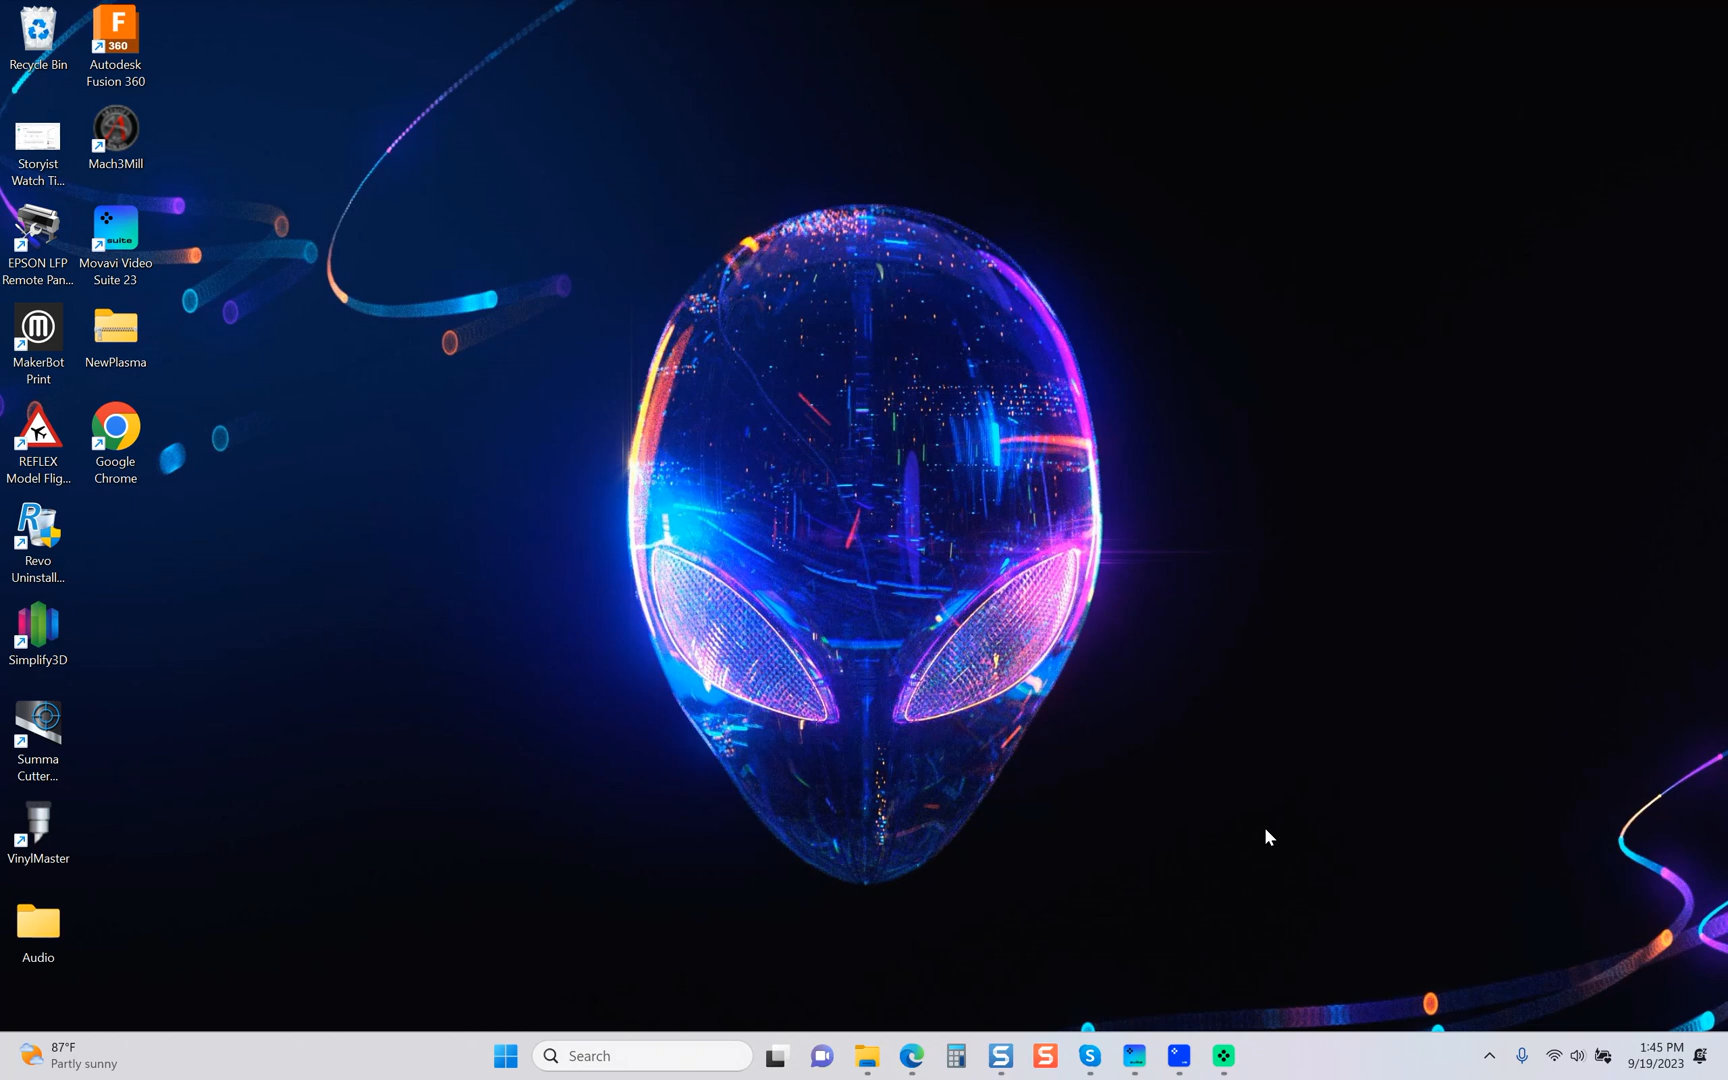 Recycle Bin
F
360
Autodesk
Fusion 360
Storyist
Watch Ti...
Mach3Mill
EPSON LFP
Remote Pan...
suite
Movavi Video
Suite 23
MakerBot
Print
NewPlasma
REFLEX
Model Flig...
Google
Chrome
R
Revo
Uninstall...
Simplify3D
Summa
Cutter...
VinylMaster
Audio
87°F
Partly sunny
Search
1:45 PM
9/19/2023